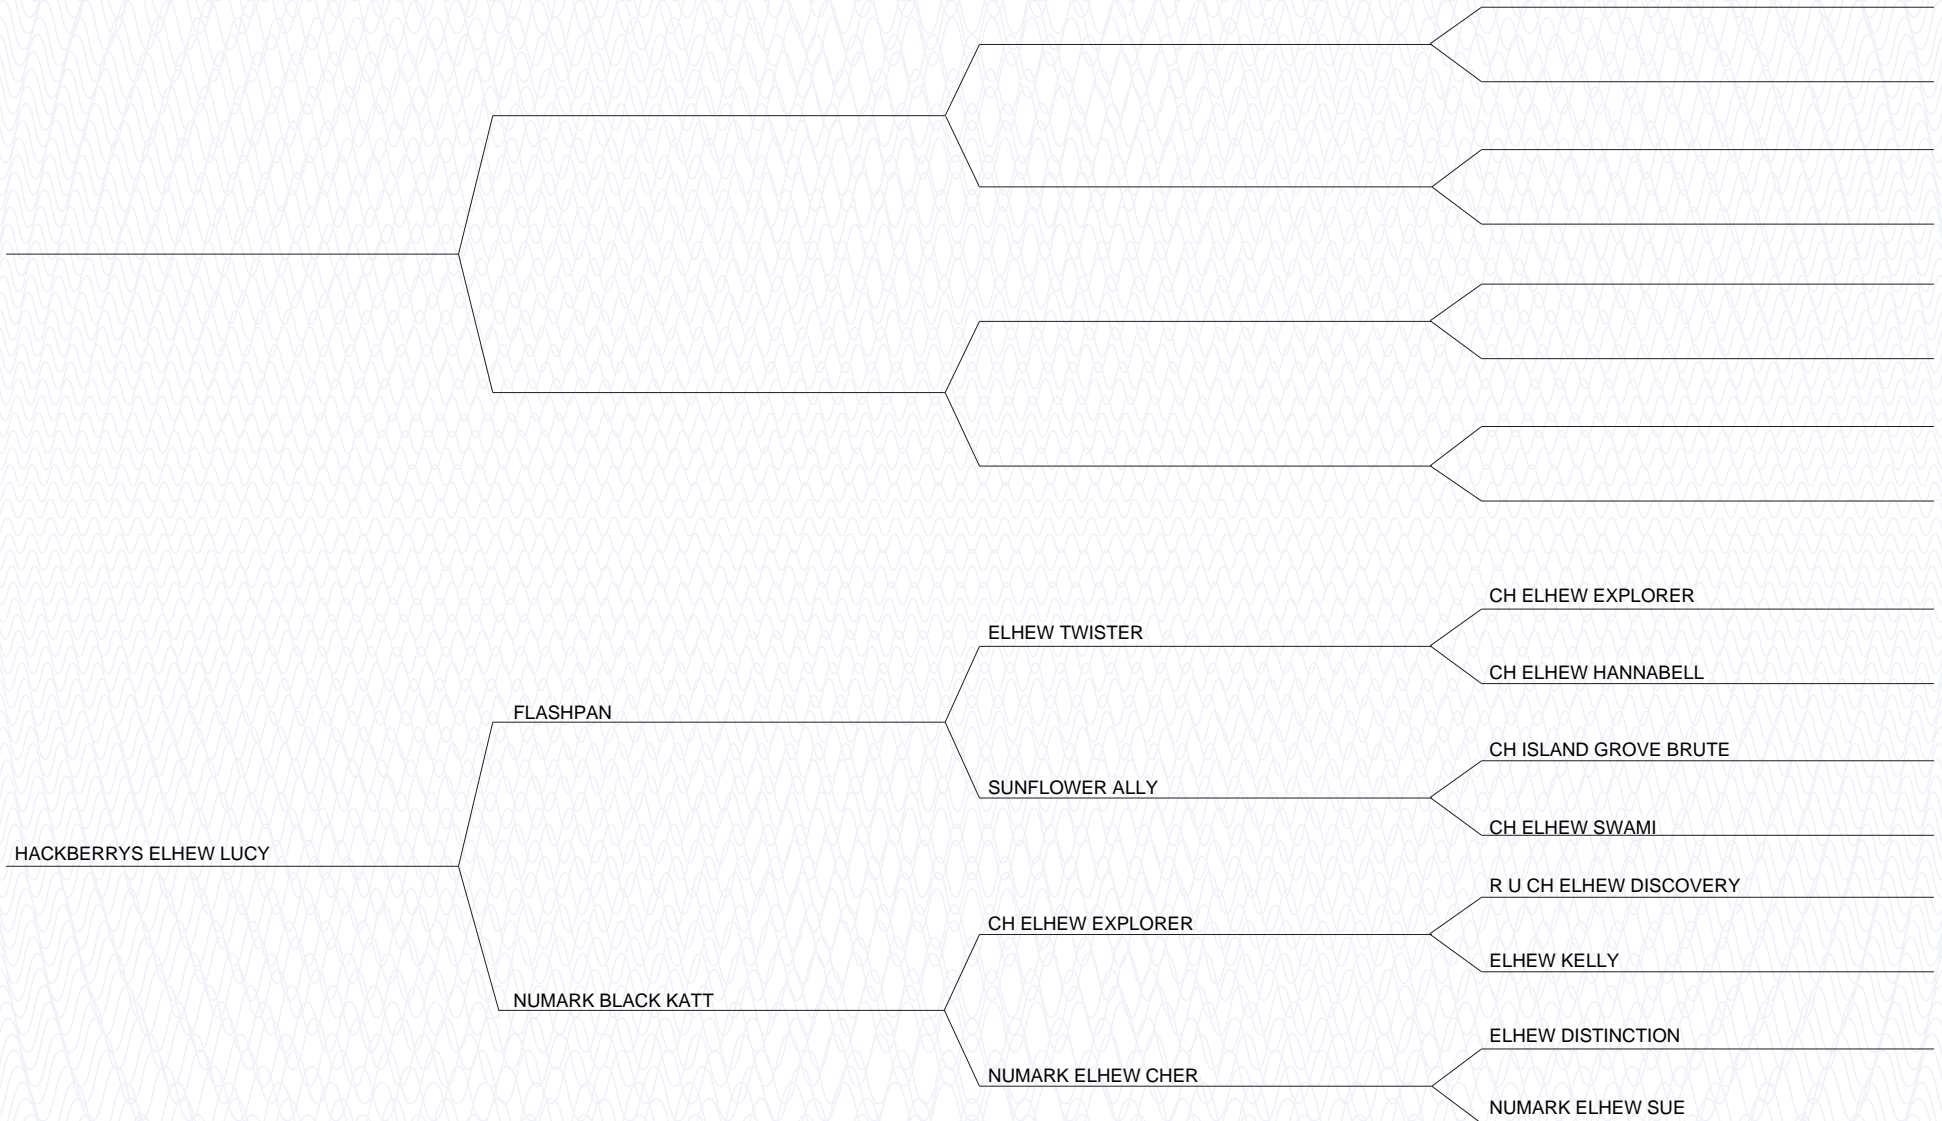 CH ELHEW EXPLORER
ELHEW TWISTER
CH ELHEW HANNABELL
FLASHPAN
CH ISLAND GROVE BRUTE
SUNFLOWER ALLY
CH ELHEW SWAMI
HACKBERRYS ELHEW LUCY
R U CH ELHEW DISCOVERY
CH ELHEW EXPLORER
ELHEW KELLY
NUMARK BLACK KATT
ELHEW DISTINCTION
NUMARK ELHEW CHER
NUMARK ELHEW SUE